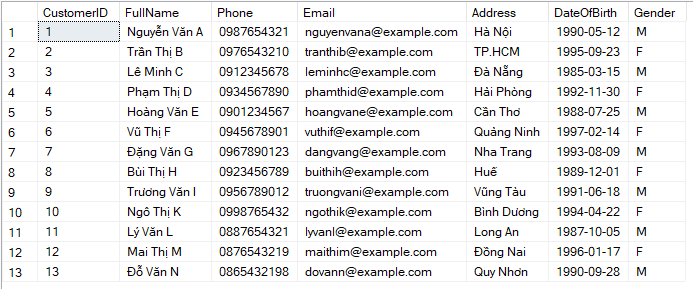 CustomerID FullName Phone Email Address DateOfBirth Gender
1 1 Nguyễn Văn A 0987654321 nguyenvana@example.com Hà Nội 1990-05-12 M
2 2 Trần Thị B 0976543210 tranthib@example.com TP.HCM 1995-09-23 F
3 3 Lê Minh C 0912345678 leminhc@example.com Đà Nẵng 1985-03-15 M
4 4 Phạm Thị D 0934567890 phamthid@example.com Hải Phòng 1992-11-30 F
5 5 Hoàng Văn E 0901234567 hoangvane@example.com Cần Thơ 1988-07-25 M
6 6 Vũ Thị F 0945678901 vuthif@example.com Quảng Ninh 1997-02-14 F
7 7 Đặng Văn G 0967890123 dangvang@example.com Nha Trang 1993-08-09 M
8 8 Bùi Thị H 0923456789 buithih@example.com Huế 1989-12-01 F
9 9 Trương Văn I 0956789012 truongvani@example.com Vũng Tàu 1991-06-18 M
10 10 Ngô Thị K 0998765432 ngothik@example.com Bình Dương 1994-04-22 F
11 11 Lý Văn L 0887654321 lyvanl@example.com Long An 1987-10-05 M
12 12 Mai Thị M 0876543219 maithim@example.com Đồng Nai 1996-01-17 F
13 13 Đỗ Văn N 0865432198 dovann@example.com Quy Nhơn 1990-09-28 M